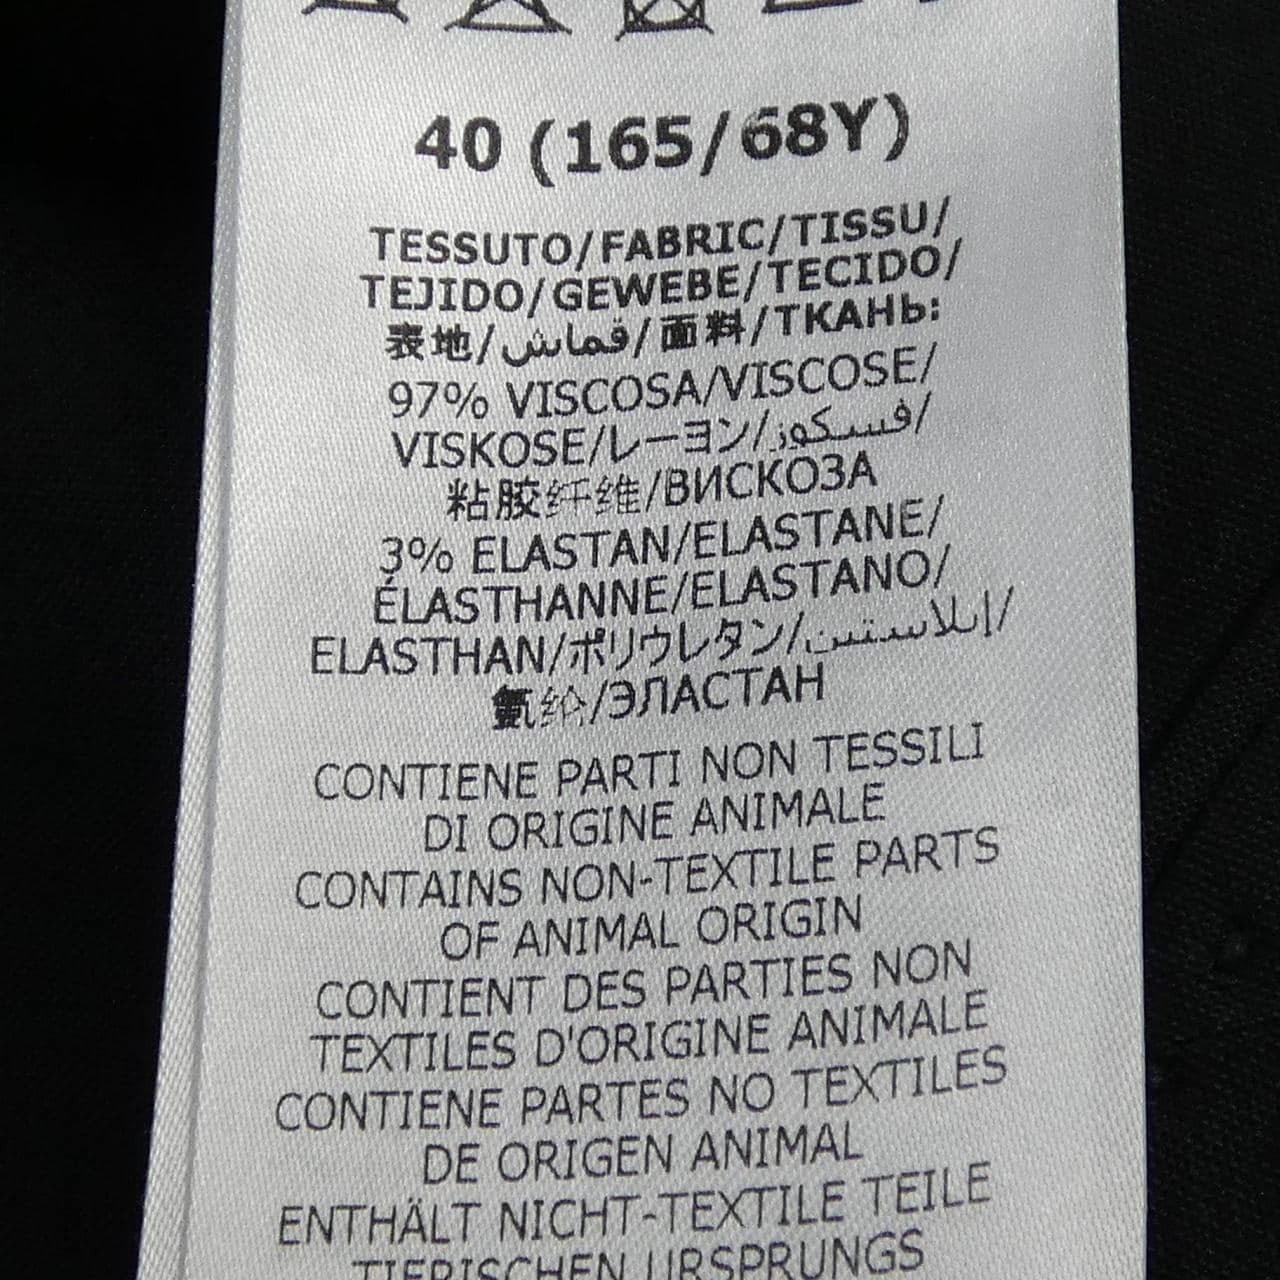 40 (165/68Y)
TESSUTO/FABRIC/TISSU/
TEJIDO/GEWEBE/TECIDO/
表地/قماش/面料/ТКАНЬ:
97% VISCOSA/VISCOSE/
VISKOSE/レーヨン/فسكوز/
粘胶纤维/ВИСКОЗА
3% ELASTAN/ELASTANE/
ÉLASTHANNE/ELASTANO/
ELASTHAN/ポリウレタン/إيلاستين/
氨纶/ЭЛАСТАН
CONTIENE PARTI NON TESSILI
DI ORIGINE ANIMALE
CONTAINS NON-TEXTILE PARTS
OF ANIMAL ORIGIN
CONTIENT DES PARTIES NON
TEXTILES D'ORIGINE ANIMALE
CONTIENE PARTES NO TEXTILES
DE ORIGEN ANIMAL
ENTHÄLT NICHT-TEXTILE TEILE
TIERISCHEN URSPRUNGS